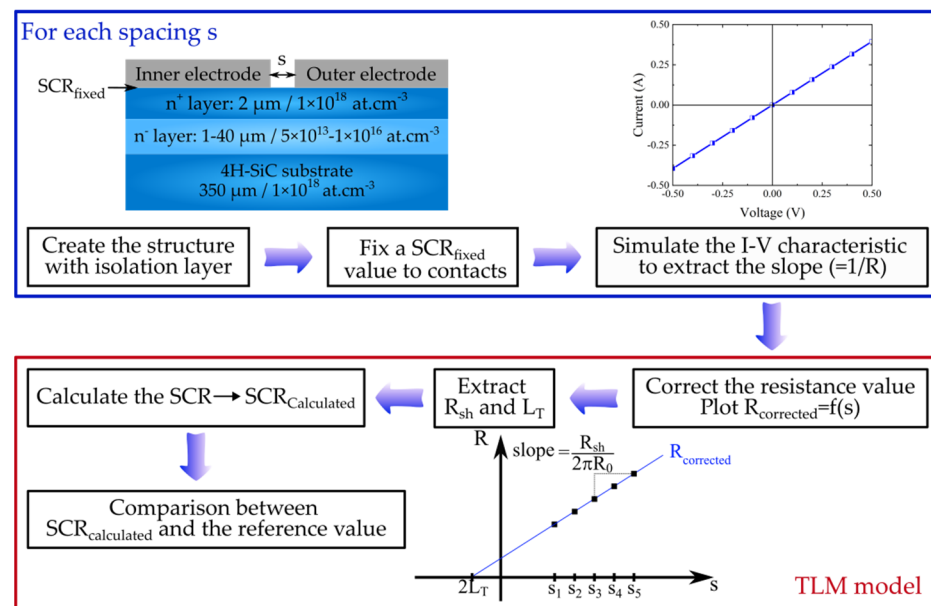 For each spacing s
s
Inner electrode
Outer electrode
SCRfixed
n+ layer: 2 μm / 1×10^18 at.cm-3
n- layer: 1-40 μm / 5×10^13-1×10^16 at.cm-3
4H-SiC substrate
350 μm / 1×10^18 at.cm-3
Current (A)
0.50
0.25
0.00
-0.25
-0.50
-0.50
-0.25
0.00
0.25
0.50
Voltage (V)
Create the structure
with isolation layer
Fix a SCRfixed
value to contacts
Simulate the I-V characteristic
to extract the slope (=1/R)
Correct the resistance value
Plot Rcorrected=f(s)
Extract
Rsh and LT
Calculate the SCR→SCRCalculated
Comparison between
SCRcalculated and the reference value
R
slope=Rsh/2πR0
Rcorrected
2LT
s1 s2 s3 s4 s5
s
TLM model